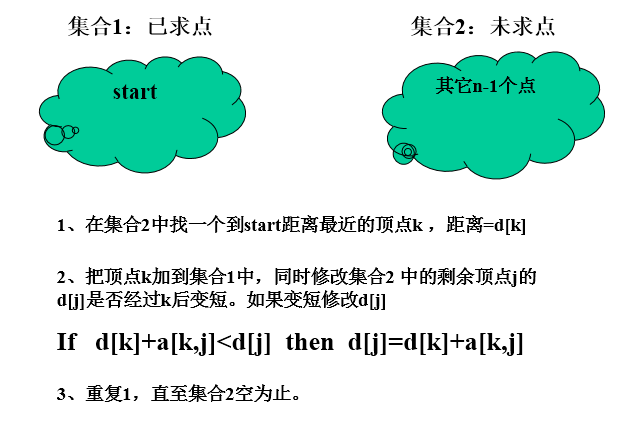 集合1：已求点
集合2：未求点
start
其它n-1个点
1、在集合2中找一个到start距离最近的顶点k ，距离=d[k]
2、把顶点k加到集合1中，同时修改集合2 中的剩余顶点j的
d[j]是否经过k后变短。如果变短修改d[j]
If d[k]+a[k,j]<d[j] then d[j]=d[k]+a[k,j]
3、重复1，直至集合2空为止。